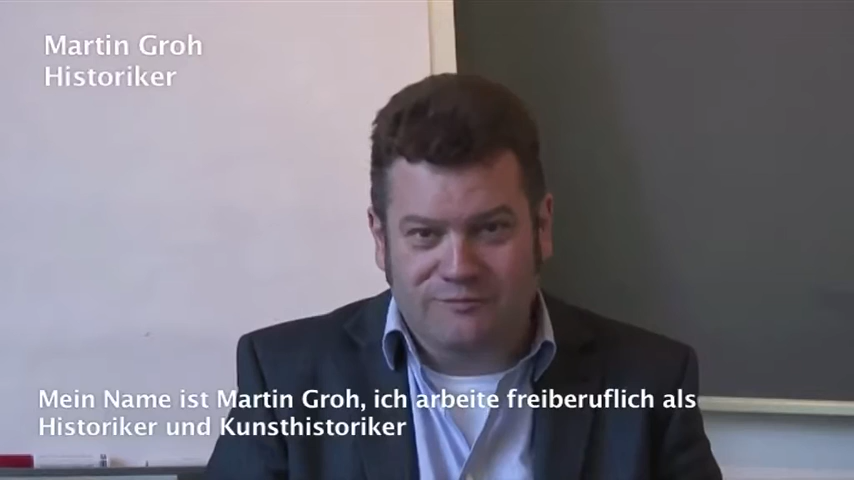 Martin Groh
Historiker
Mein Name ist Martin Groh, ich arbeite freiberuflich als
Historiker und Kunsthistoriker